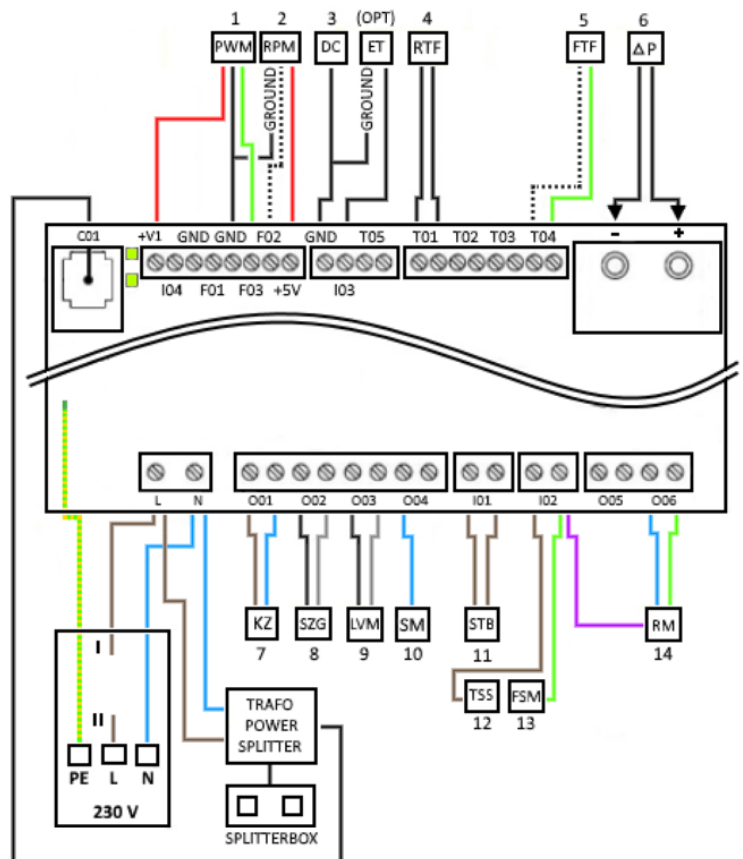 1 2 3 (OPT) 4 5 6
PWM RPM DC ET RTF FTF ΔP
GROUND GROUND
C01 +V1 GND GND F02 GND T05 T01 T02 T03 T04 - +
I04 F01 F03 +5V I03
L N O01 O02 O03 O04 I01 I02 O05 O06
KZ SZG LVM SM STB RM
7 8 9 10 11 14
I
TSS FSM
12 13
II
TRAFO
POWER
SPLITTER
PE L N
230 V
SPLITTERBOX